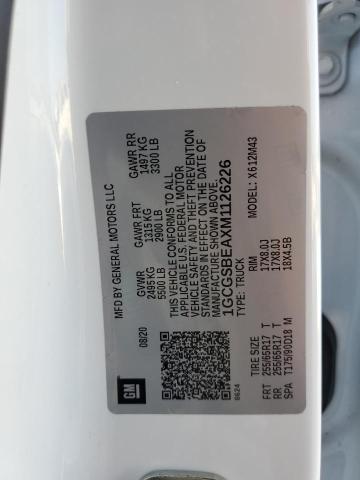 MFD BY GENERAL MOTORS LLC
08/20
GVWR
2495 KG
5500 LB
GAWR FRT
1315 KG
2900 LB
GAWR RR
1497 KG
3300 LB
THIS VEHICLE CONFORMS TO ALL
APPLICABLE U.S. FEDERAL MOTOR
VEHICLE SAFETY AND BUMPER
STANDARDS IN EFFECT ON THE DATE OF
MANUFACTURE SHOWN ABOVE.
1GCGSBEAXM1126226
TYPE: TRUCK
MODEL: X612M43
GM
8624
TIRE SIZE RIM
FRT 255/65R17 T 17X8.0J
RR 255/65R17 T 17X8.0J
SPA T175/90D18 M 18X4.5B